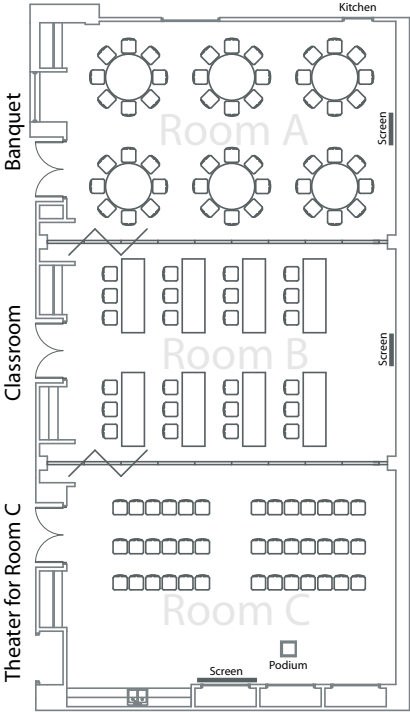 Kitchen
Banquet
Room A
Screen
Classroom
Room B
Screen
Theater for Room C
Room C
Podium
Screen